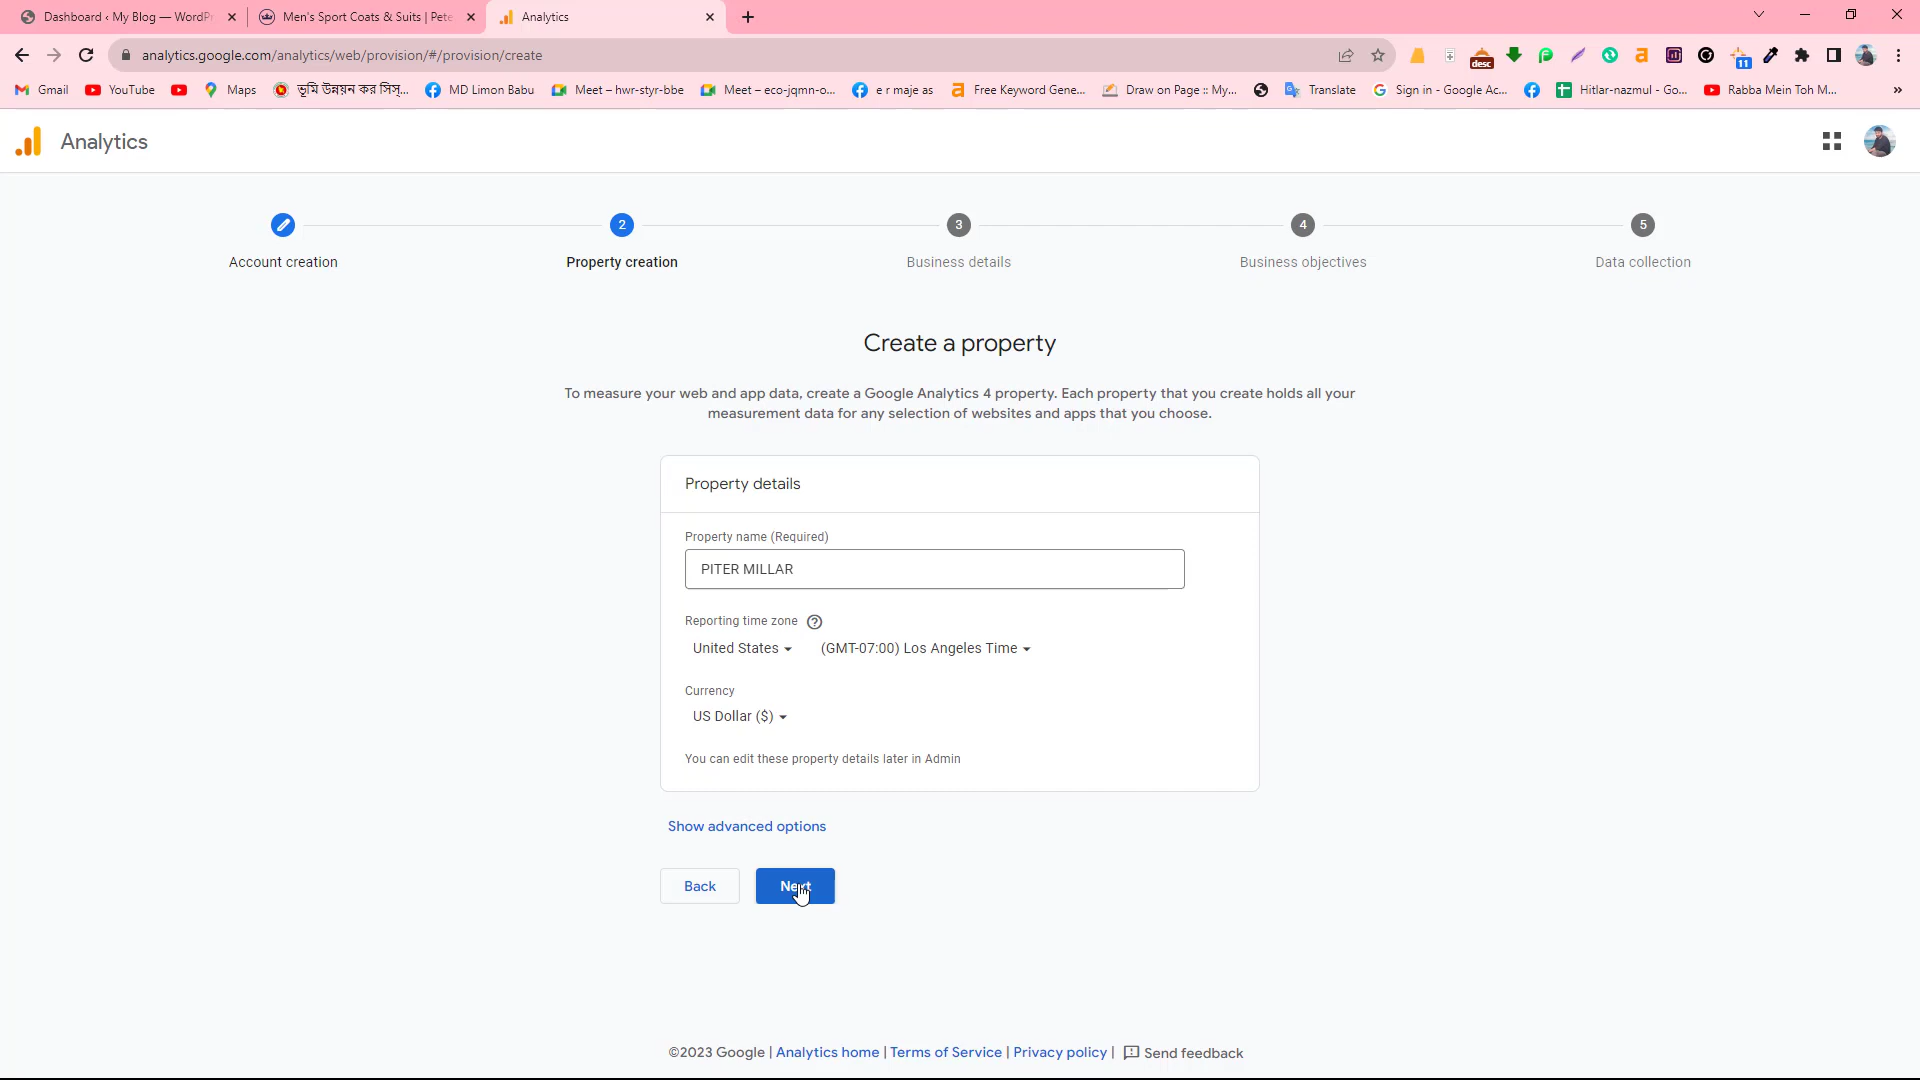 Dashboard ‹ My Blog — WordPr
Men's Sport Coats & Suits | Pete
Analytics
analytics.google.com/analytics/web/provision/#/provision/create
desc
11
Gmail
YouTube
Maps
ভূমি উন্নয়ন কর সিস্...
MD Limon Babu
Meet – hwr-styr-bbe
Meet – eco-jqmn-o...
e r maje as
Free Keyword Gene...
Draw on Page :: My...
Translate
Sign in - Google Ac...
Hitlar-nazmul - Go...
Rabba Mein Toh M...
»
Analytics
2
3
4
5
Account creation
Property creation
Business details
Business objectives
Data collection
Create a property
To measure your web and app data, create a Google Analytics 4 property. Each property that you create holds all your
measurement data for any selection of websites and apps that you choose.
Property details
Property name (Required)
PITER MILLAR
Reporting time zone ?
United States
(GMT-07:00) Los Angeles Time
Currency
US Dollar ($)
You can edit these property details later in Admin
Show advanced options
Back
Next
©2023 Google | Analytics home | Terms of Service | Privacy policy | Send feedback